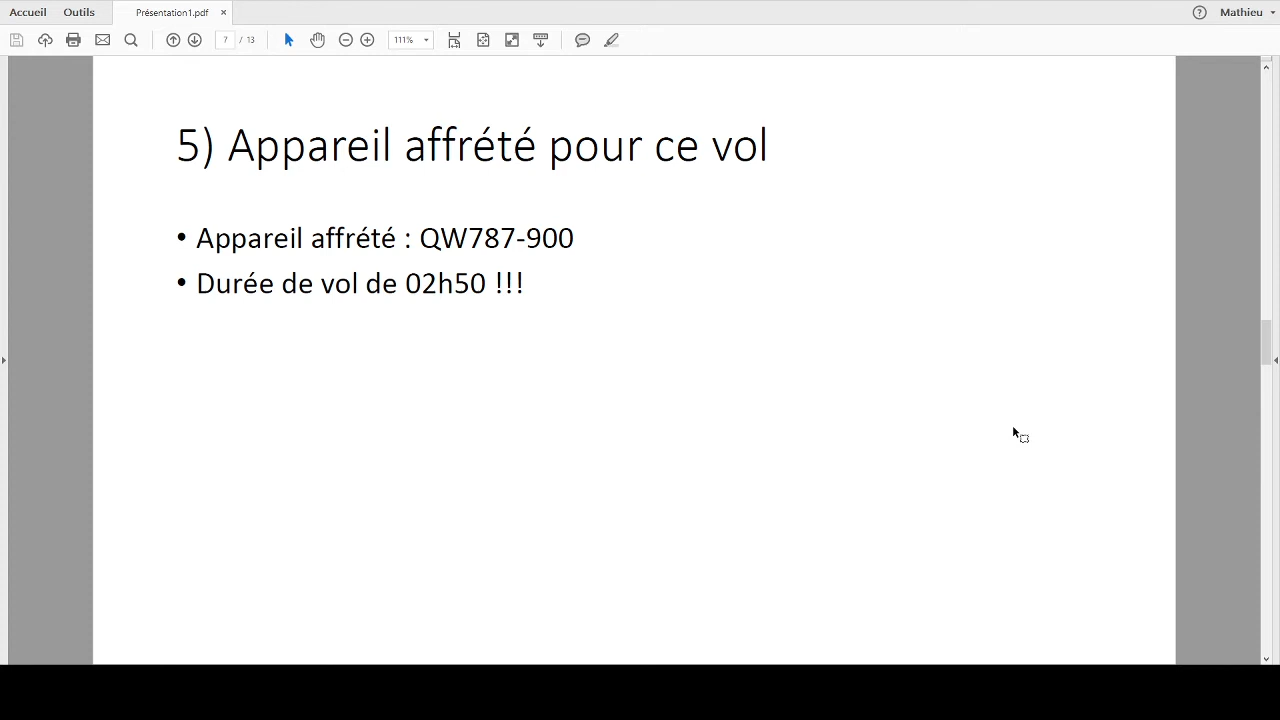 Accueil Outils Présentation1.pdf × Mathieu
7 / 13 111%
5) Appareil affrété pour ce vol
• Appareil affrété : QW787-900
• Durée de vol de 02h50 !!!